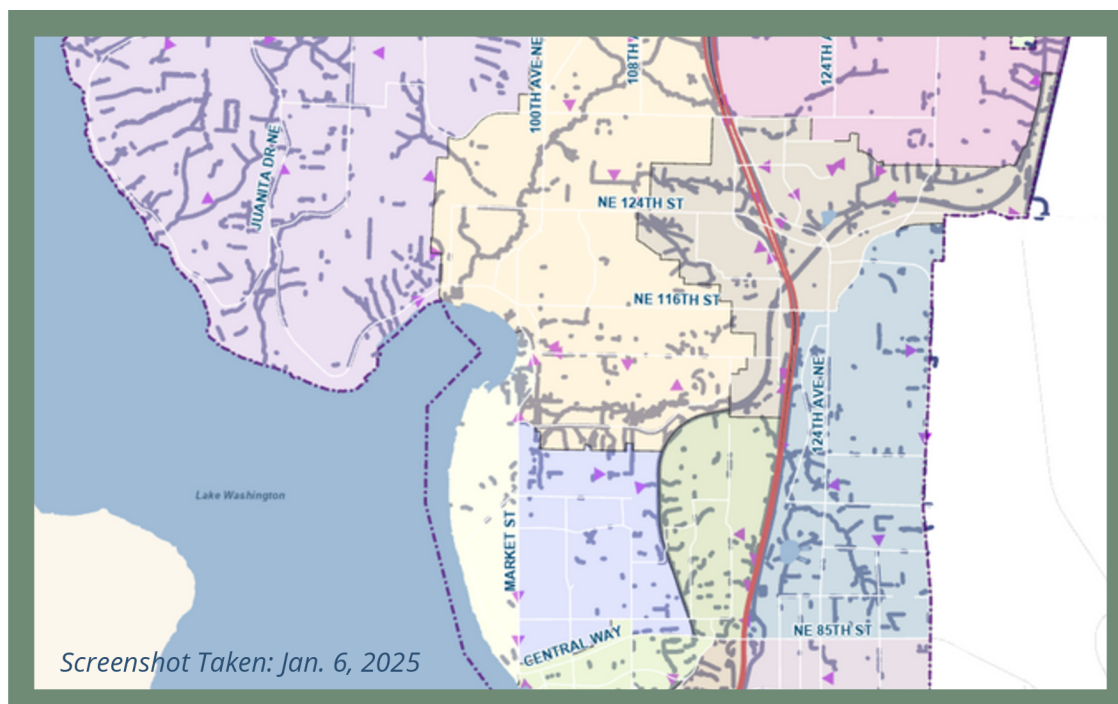 100TH AVE NE
108TH
124TH
JUANITA DR NE
NE 124TH ST
NE 116TH ST
124TH AVE NE
Lake Washington
MARKET ST
NE 85TH ST
CENTRAL WAY
Screenshot Taken: Jan. 6, 2025